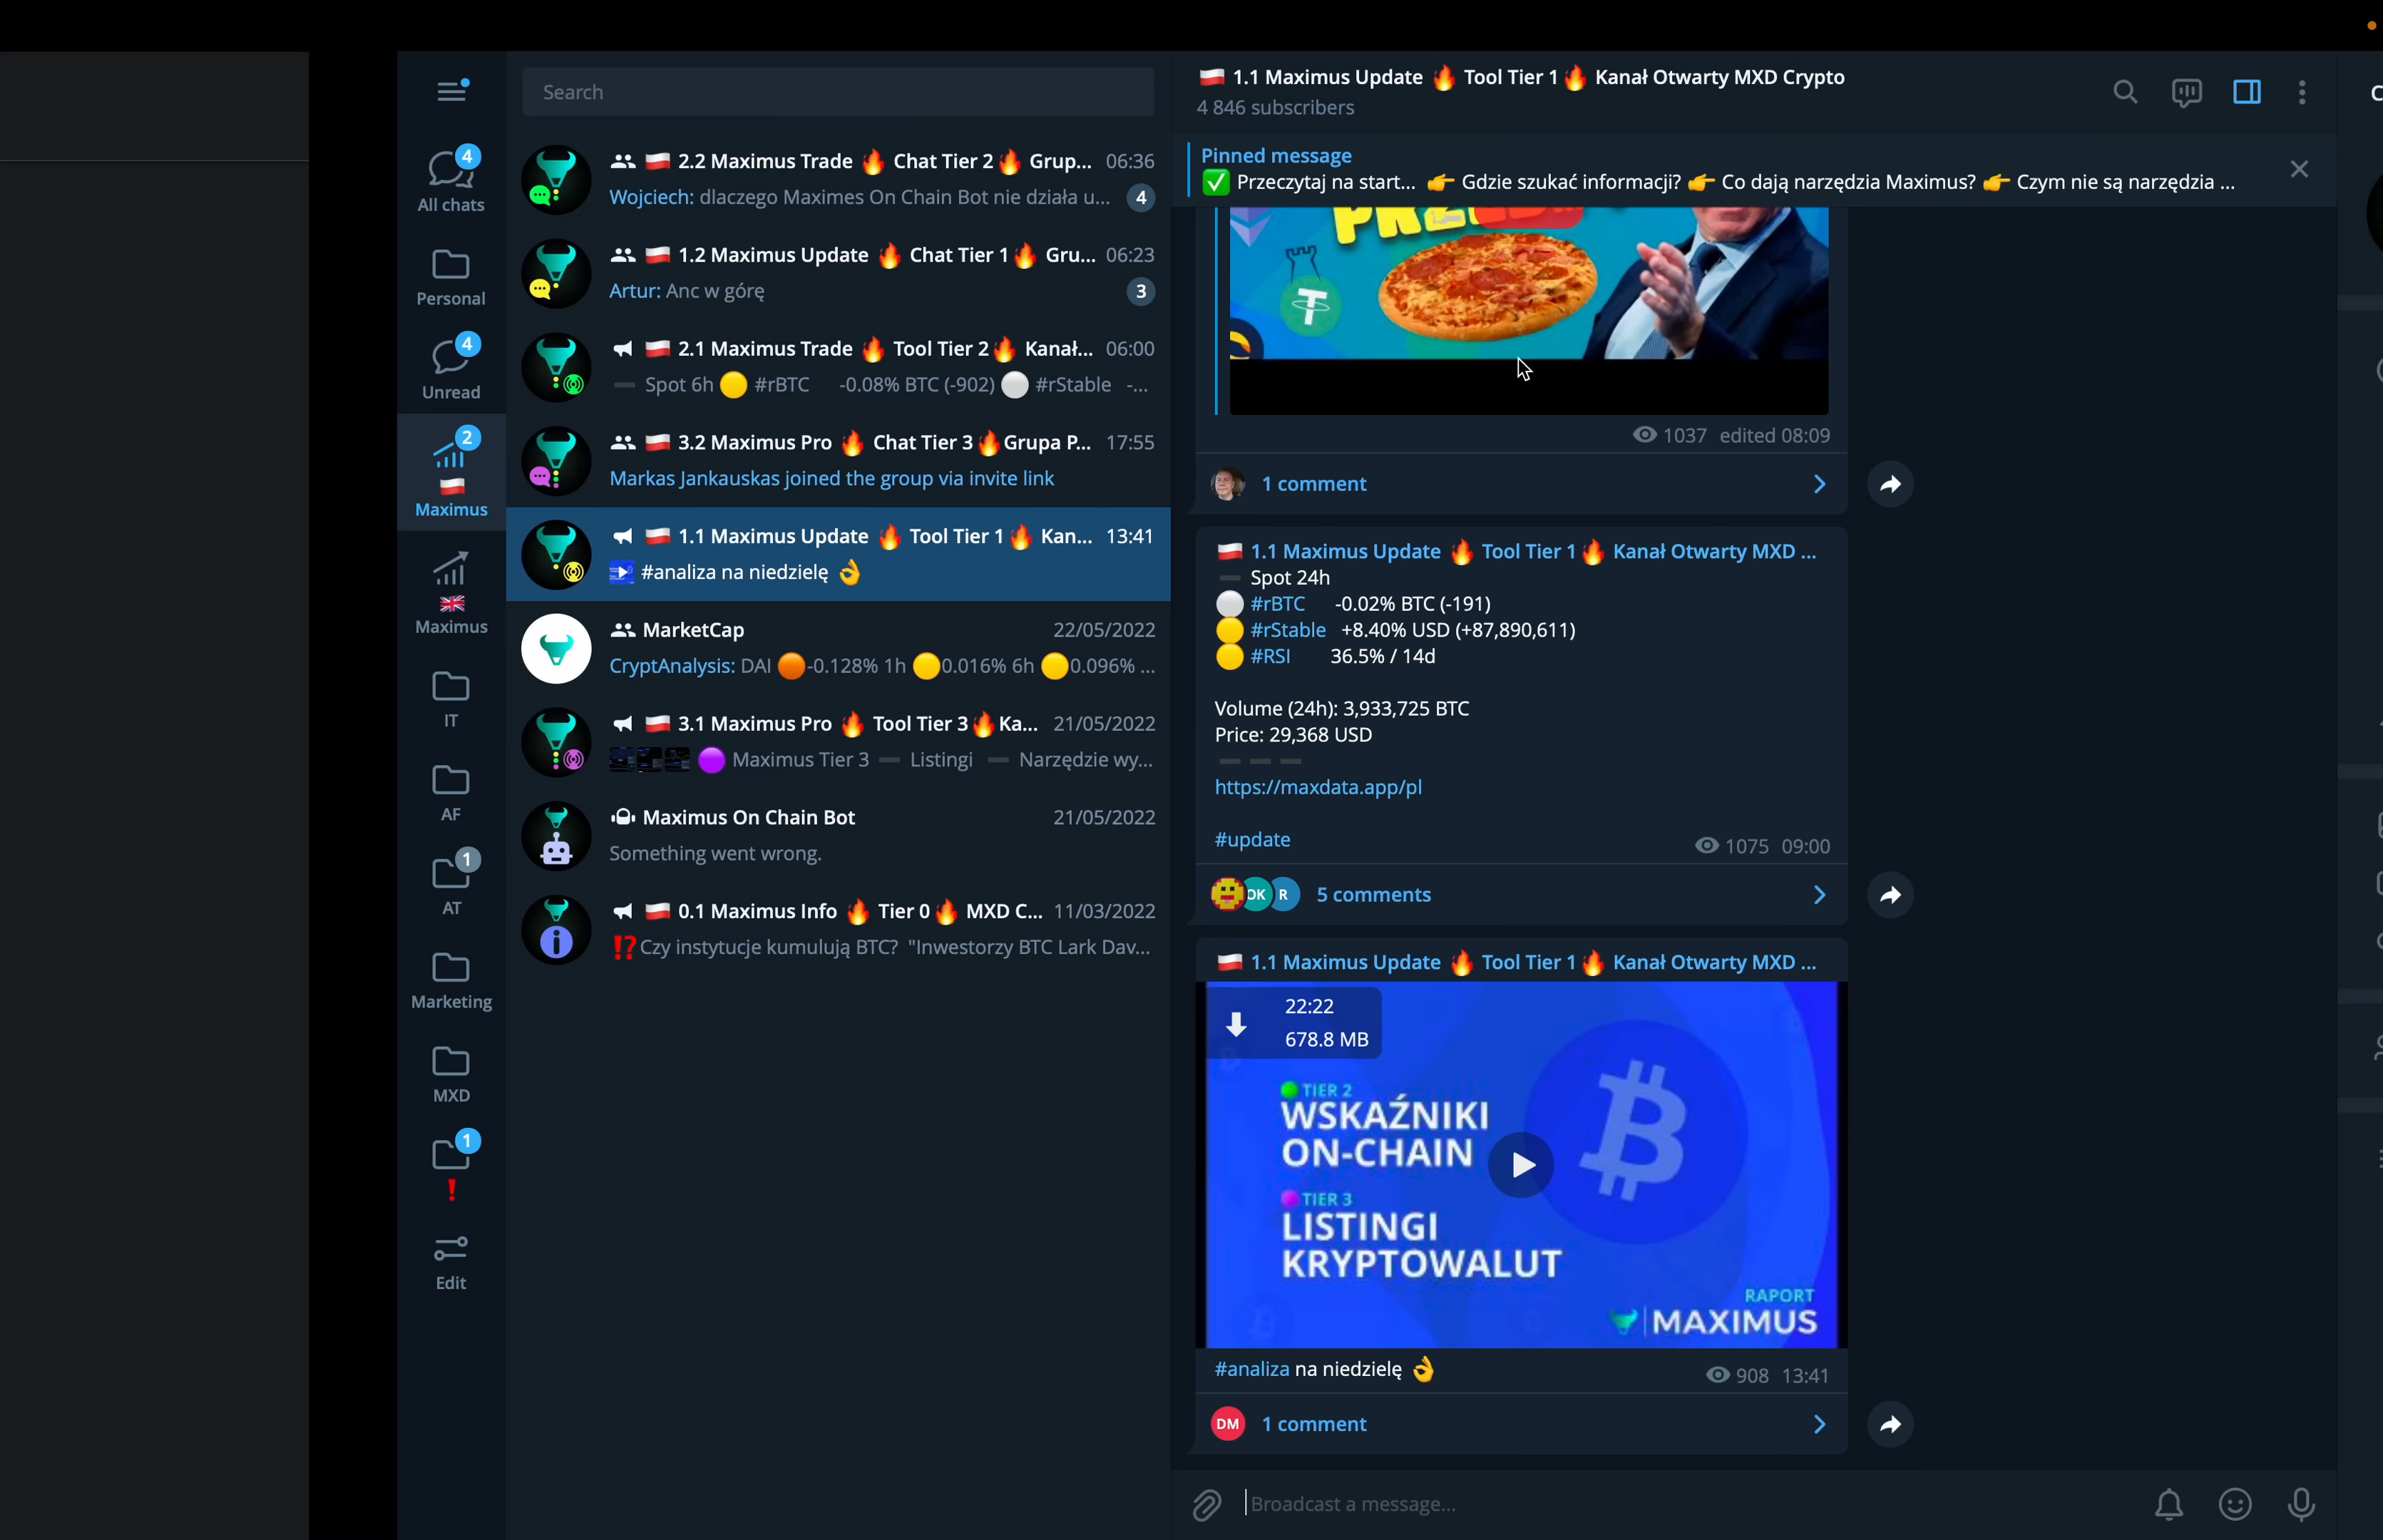 All chats
4
Personal
4
Unread
2
Maximus
Maximus
IT
AF
1
AT
Marketing
MXD
1
Edit
Search
2.2 Maximus Trade 🔥 Chat Tier 2🔥 Grup... 06:36
Wojciech: dlaczego Maximes On Chain Bot nie działa u... 4
1.2 Maximus Update 🔥 Chat Tier 1🔥 Gru... 06:23
Artur: Anc w górę 3
2.1 Maximus Trade 🔥 Tool Tier 2🔥 Kanał... 06:00
➖ Spot 6h 🟡 #rBTC -0.08% BTC (-902) ⚪ #rStable -...
3.2 Maximus Pro 🔥 Chat Tier 3🔥Grupa P... 17:55
Markas Jankauskas joined the group via invite link
1.1 Maximus Update 🔥 Tool Tier 1🔥 Kan... 13:41
#analiza na niedzielę 👌
MarketCap 22/05/2022
CryptAnalysis: DAI 🟠-0.128% 1h 🟡0.016% 6h 🟡0.096% ...
3.1 Maximus Pro 🔥 Tool Tier 3🔥Ka... 21/05/2022
🟣 Maximus Tier 3 ➖ Listingi ➖ Narzędzie wy...
Maximus On Chain Bot 21/05/2022
Something went wrong.
0.1 Maximus Info 🔥 Tier 0🔥 MXD C... 11/03/2022
⁉️Czy instytucje kumulują BTC? "Inwestorzy BTC Lark Dav...
🇵🇱 1.1 Maximus Update 🔥 Tool Tier 1🔥 Kanał Otwarty MXD Crypto
4 846 subscribers
Pinned message
✅ Przeczytaj na start... 👉 Gdzie szukać informacji? 👉 Co dają narzędzia Maximus? 👉 Czym nie są narzędzia ...
1037 edited 08:09
1 comment
🇵🇱 1.1 Maximus Update 🔥 Tool Tier 1🔥 Kanał Otwarty MXD ...
➖ Spot 24h
⚪ #rBTC -0.02% BTC (-191)
🟡 #rStable +8.40% USD (+87,890,611)
🟡 #RSI 36.5% / 14d
Volume (24h): 3,933,725 BTC
Price: 29,368 USD
➖➖➖
https://maxdata.app/pl
#update 1075 09:00
OK R 5 comments
🇵🇱 1.1 Maximus Update 🔥 Tool Tier 1🔥 Kanał Otwarty MXD ...
22:22
678.8 MB
TIER 2
WSKAŹNIKI
ON-CHAIN
TIER 3
LISTINGI
KRYPTOWALUT
RAPORT
MAXIMUS
#analiza na niedzielę 👌 908 13:41
DM 1 comment
Broadcast a message...